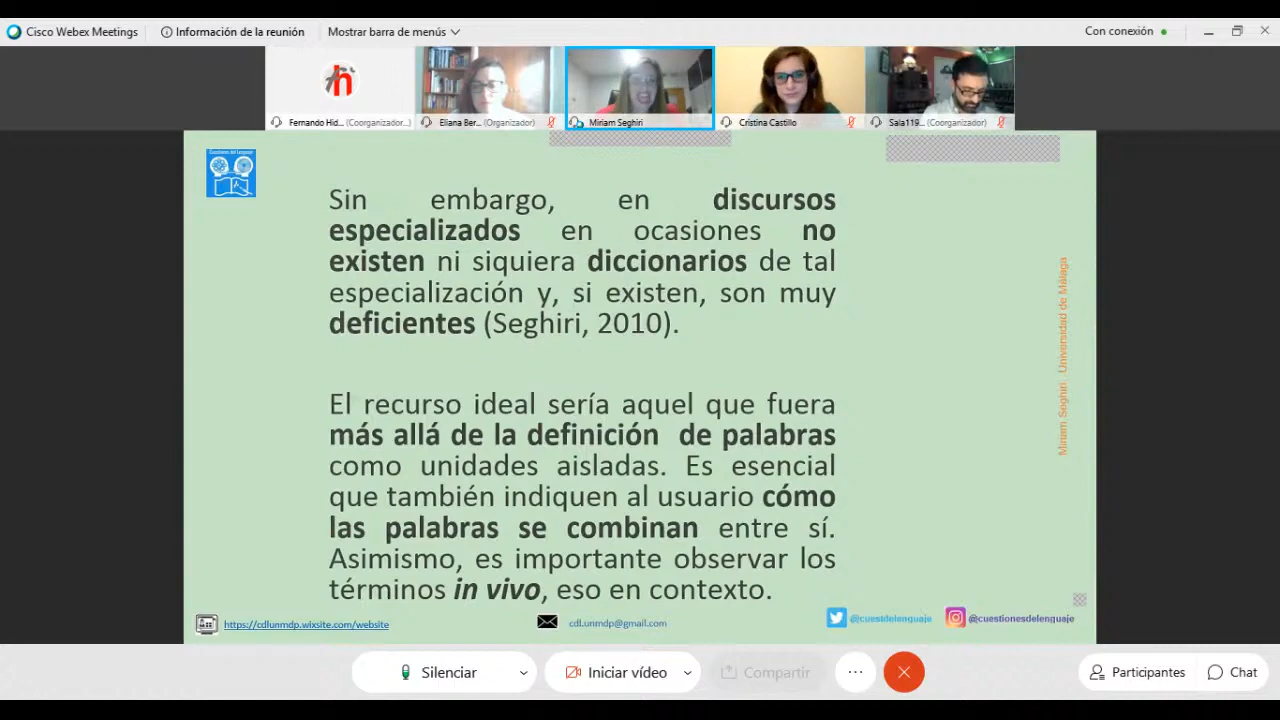 Cisco Webex Meetings
Información de la reunión
Mostrar barra de menús
Con conexión
h
Fernando Hid... (Coorganizador...)
Eliana Ber... (Organizador)
Miriam Seghiri
Cristina Castillo
Sala119... (Coorganizador)
Cuestiones del Lenguaje
Sin embargo, en discursos
especializados en ocasiones no
existen ni siquiera diccionarios de tal
especialización y, si existen, son muy
deficientes (Seghiri, 2010).
El recurso ideal sería aquel que fuera
más allá de la definición de palabras
como unidades aisladas. Es esencial
que también indiquen al usuario cómo
las palabras se combinan entre sí.
Asimismo, es importante observar los
términos in vivo, eso en contexto.
Miriam Seghiri. Universidad de Málaga
https://cdlunmdp.wixsite.com/website
cdl.unmdp@gmail.com
@cuestdelenguaje
@cuestionesdelenguaje
Silenciar
Iniciar vídeo
Compartir
Participantes
Chat